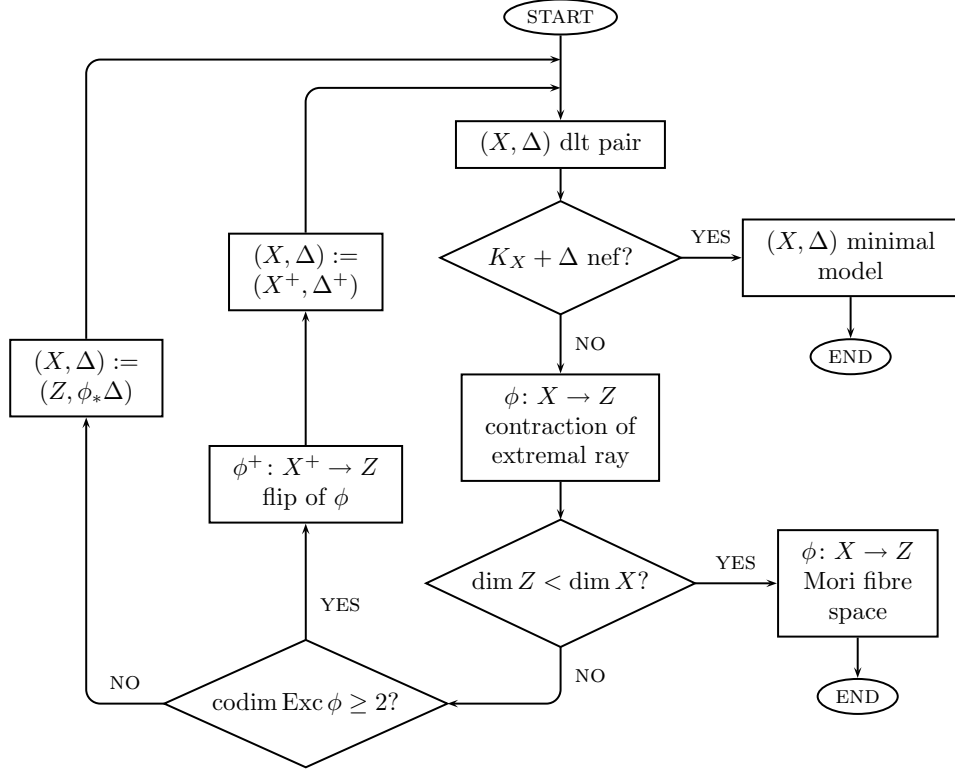 START
(X, Δ) dlt pair
K_X + Δ nef?
YES
(X, Δ) minimal
model
END
NO
ϕ: X → Z
contraction of
extremal ray
dim Z < dim X?
YES
ϕ: X → Z
Mori fibre
space
END
NO
codim Exc ϕ ≥ 2?
YES
ϕ⁺: X⁺ → Z
flip of ϕ
(X, Δ) :=
(X⁺, Δ⁺)
NO
(X, Δ) :=
(Z, ϕ_*Δ)